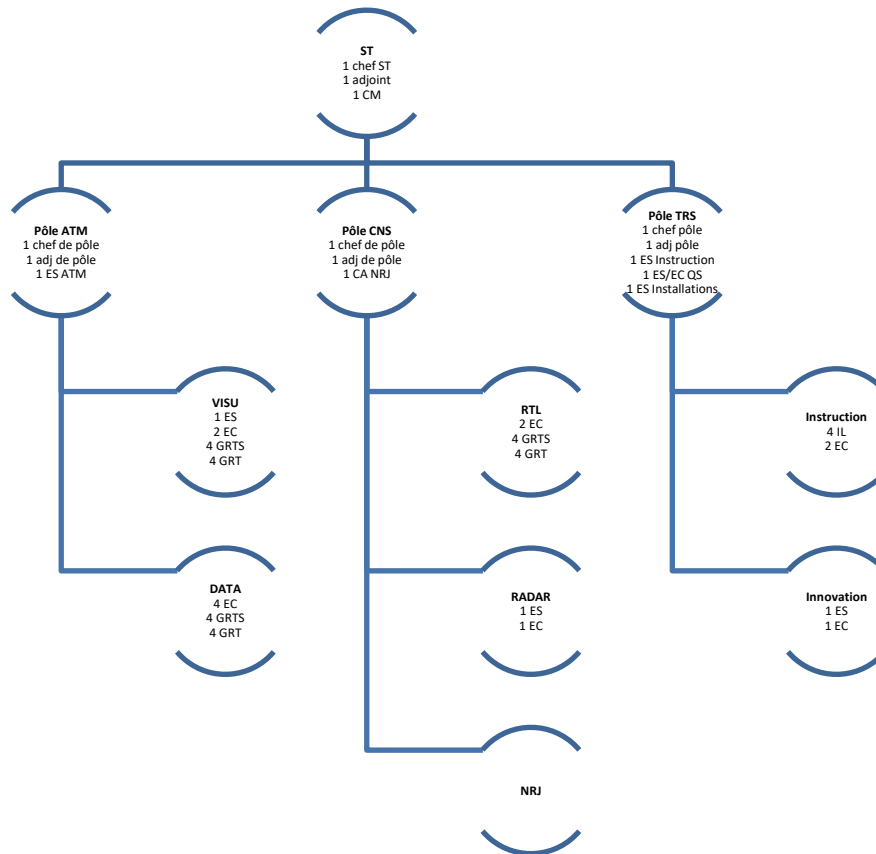 ST
1 chef ST
1 adjoint
1 CM
Pôle ATM
1 chef de pôle
1 adj de pôle
1 ES ATM
Pôle CNS
1 chef de pôle
1 adj de pôle
1 CA NRJ
Pôle TRS
1 chef pôle
1 adj pôle
1 ES Instruction
1 ES/EC QS
1 ES Installations
VISU
1 ES
2 EC
4 GRTS
4 GRT
RTL
2 EC
4 GRTS
4 GRT
Instruction
4 IL
2 EC
DATA
4 EC
4 GRTS
4 GRT
RADAR
1 ES
1 EC
Innovation
1 ES
1 EC
NRJ